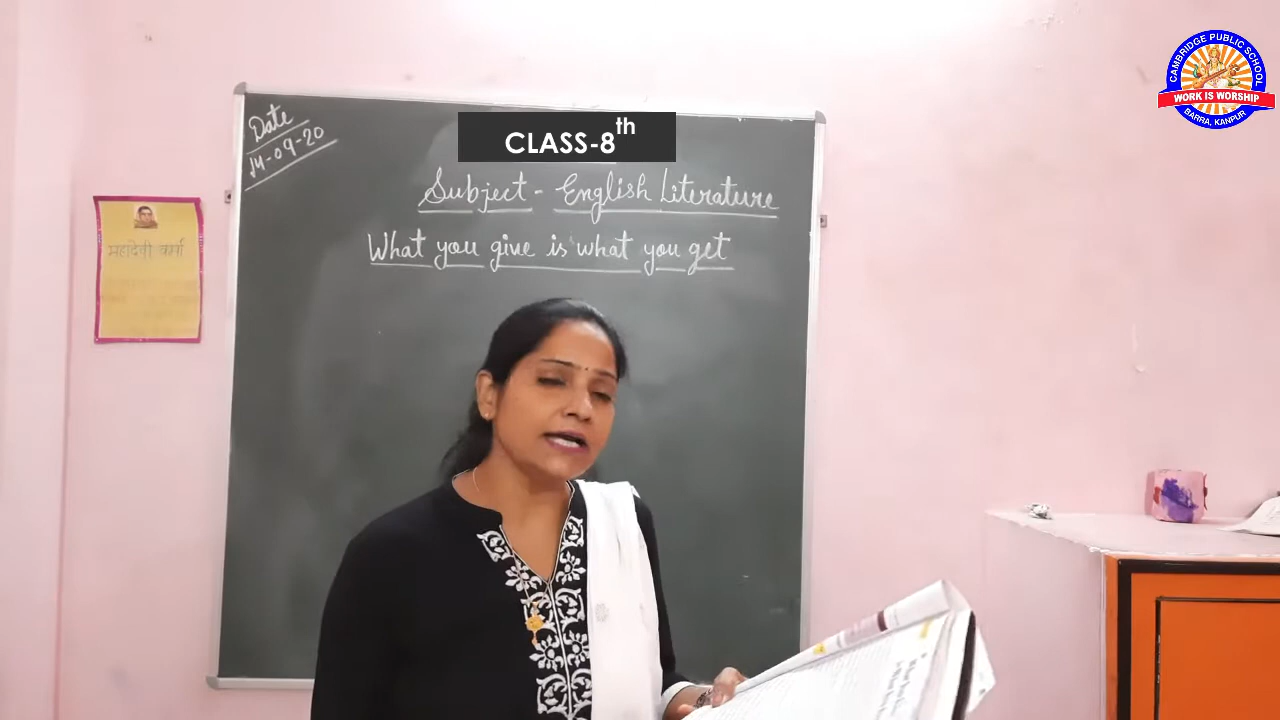 Date
14-09-20
CLASS-8th
Subject - English Literature
What you give is what you get
महादेवी वर्मा
CAMBRIDGE PUBLIC SCHOOL
WORK IS WORSHIP
BARRA, KANPUR